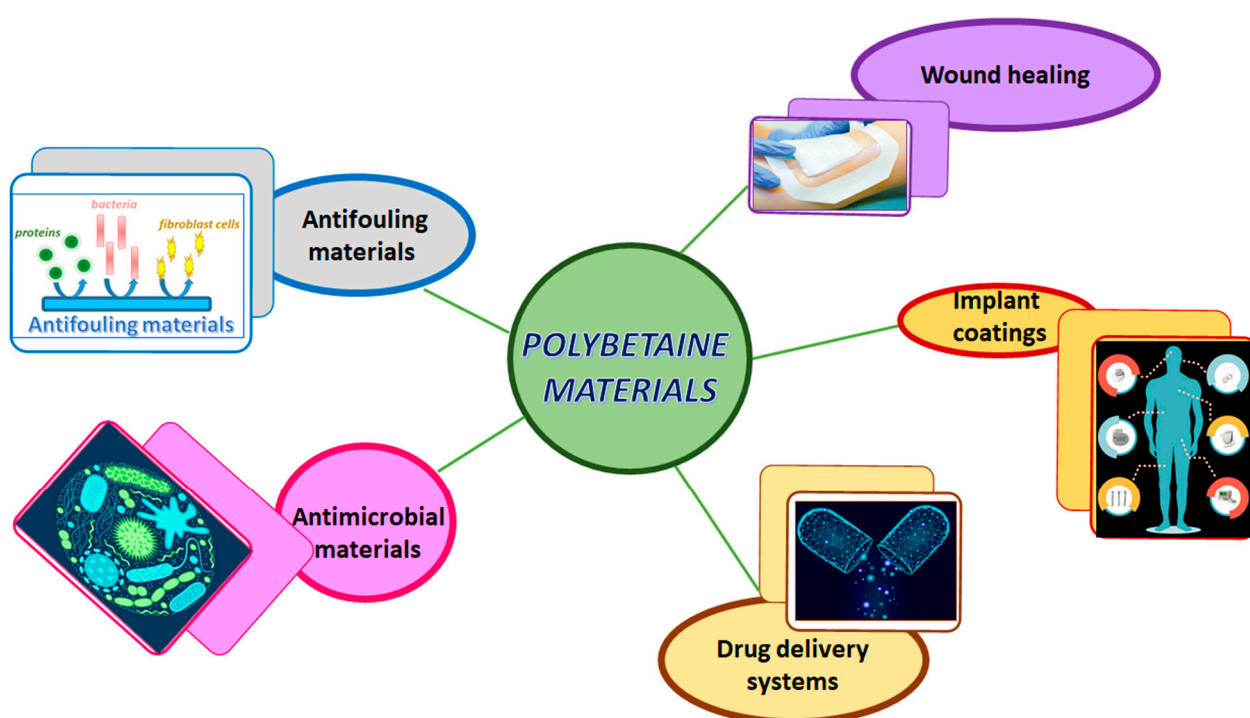 Wound healing
Antifouling
materials
bacteria
proteins
fibroblast cells
Antifouling materials
POLYBETAINE
MATERIALS
Implant
coatings
Antimicrobial
materials
Drug delivery
systems